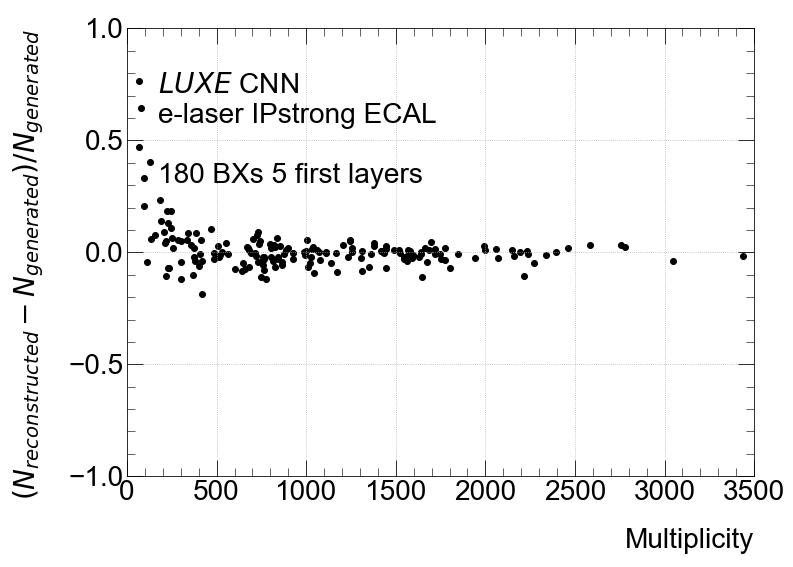 1.0
LUXE CNN
e-laser IPstrong ECAL
0.5
180 BXs 5 first layers
0.0
−0.5
−1.0
(N_reconstructed − N_generated)/N_generated
0 500 1000 1500 2000 2500 3000 3500
Multiplicity